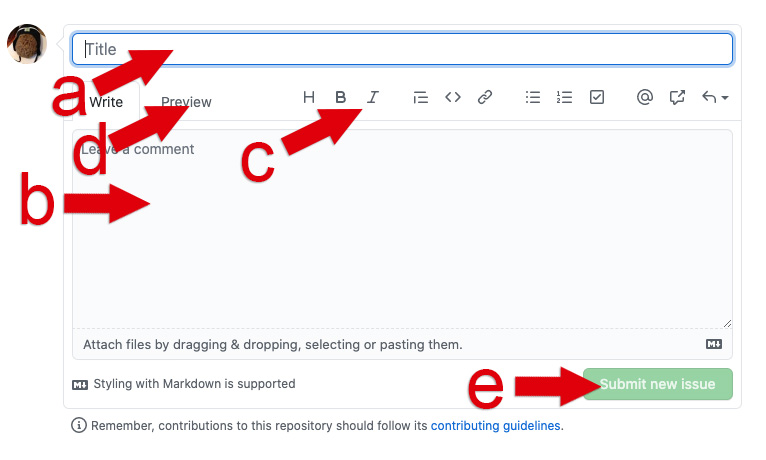 Title
a
Write Preview H B I
d
c
Leave a comment
b
Attach files by dragging & dropping, selecting or pasting them.
Styling with Markdown is supported
e
Submit new issue
Remember, contributions to this repository should follow its contributing guidelines.